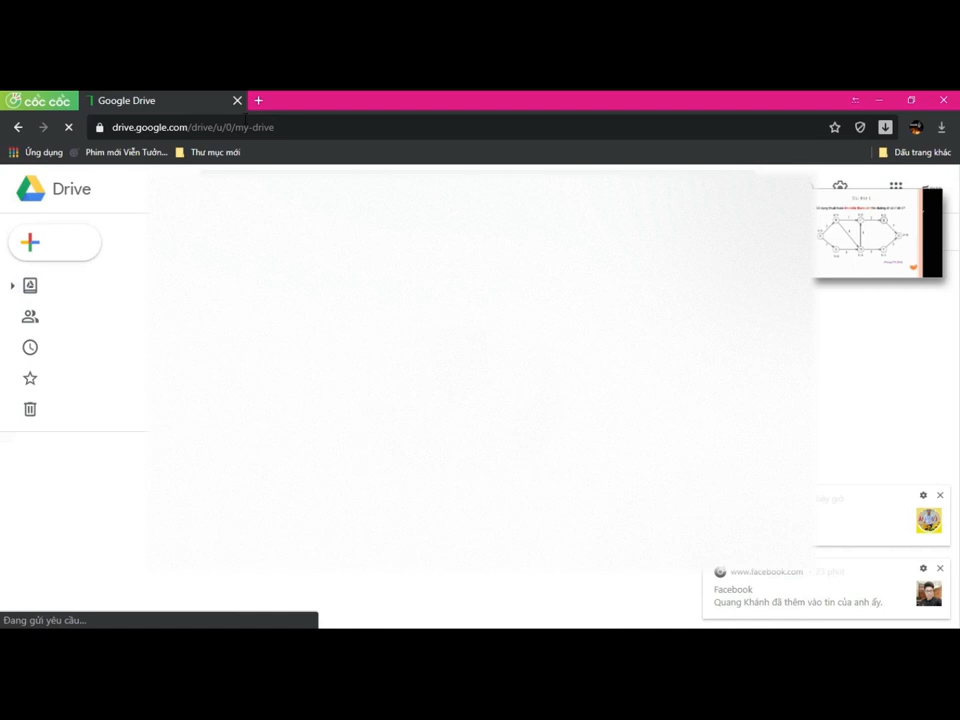 cốc cốc
Google Drive
drive.google.com/drive/u/0/my-drive
Ứng dụng
Phim mới Viễn Tưởn...
Thư mục mới
Dấu trang khác
Drive
www.facebook.com • 25 phút
Facebook
Quang Khánh đã thêm vào tin của anh ấy.
Đang gửi yêu cầu...